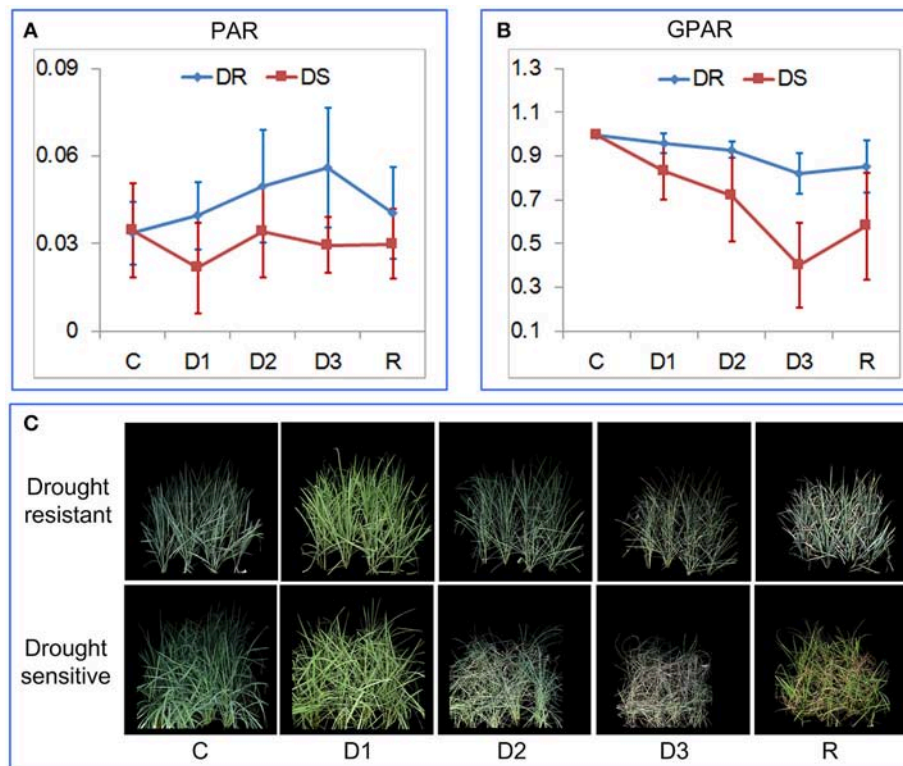 A
PAR
0.09
DR DS
0.06
0.03
0
C D1 D2 D3 R
B
GPAR
1.3
DR DS
1.1
0.9
0.7
0.5
0.3
0.1
C D1 D2 D3 R
C
Drought
resistant
Drought
sensitive
C D1 D2 D3 R